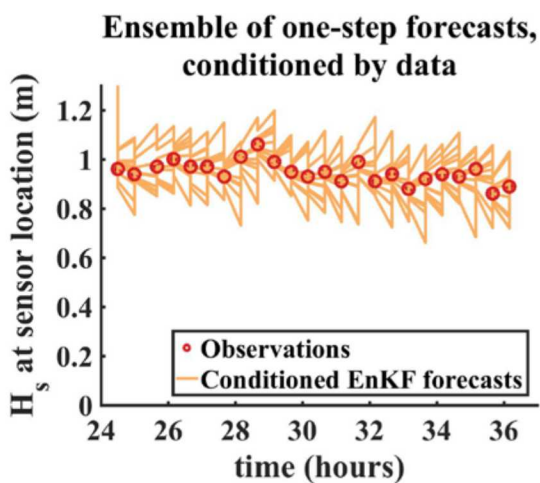 Ensemble of one-step forecasts,
conditioned by data
H_s at sensor location (m)
1.2
1
0.8
0.6
0.4
0.2
0
Observations
Conditioned EnKF forecasts
24 26 28 30 32 34 36
time (hours)